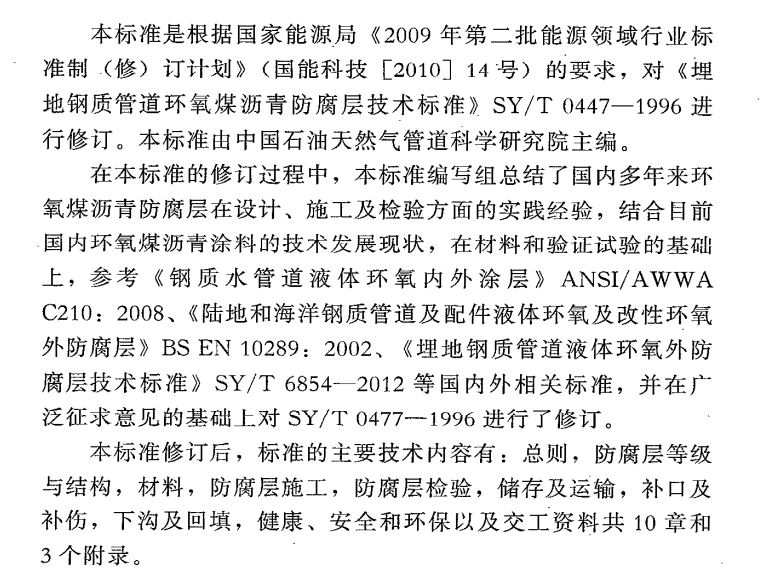 本标准是根据国家能源局《2009 年第二批能源领域行业标
准制（修）订计划》（国能科技［2010］14 号）的要求，对《埋
地钢质管道环氧煤沥青防腐层技术标准》SY/T 0447—1996 进
行修订。本标准由中国石油天然气管道科学研究院主编。
在本标准的修订过程中，本标准编写组总结了国内多年来环
氧煤沥青防腐层在设计、施工及检验方面的实践经验，结合目前
国内环氧煤沥青涂料的技术发展现状，在材料和验证试验的基础
上，参考《钢质水管道液体环氧内外涂层》ANSI/AWWA
C210：2008、《陆地和海洋钢质管道及配件液体环氧及改性环氧
外防腐层》BS EN 10289：2002、《埋地钢质管道液体环氧外防
腐层技术标准》SY/T 6854—2012 等国内外相关标准，并在广
泛征求意见的基础上对 SY/T 0477—1996 进行了修订。
本标准修订后，标准的主要技术内容有：总则，防腐层等级
与结构，材料，防腐层施工，防腐层检验，储存及运输，补口及
补伤，下沟及回填，健康、安全和环保以及交工资料共 10 章和
3 个附录。